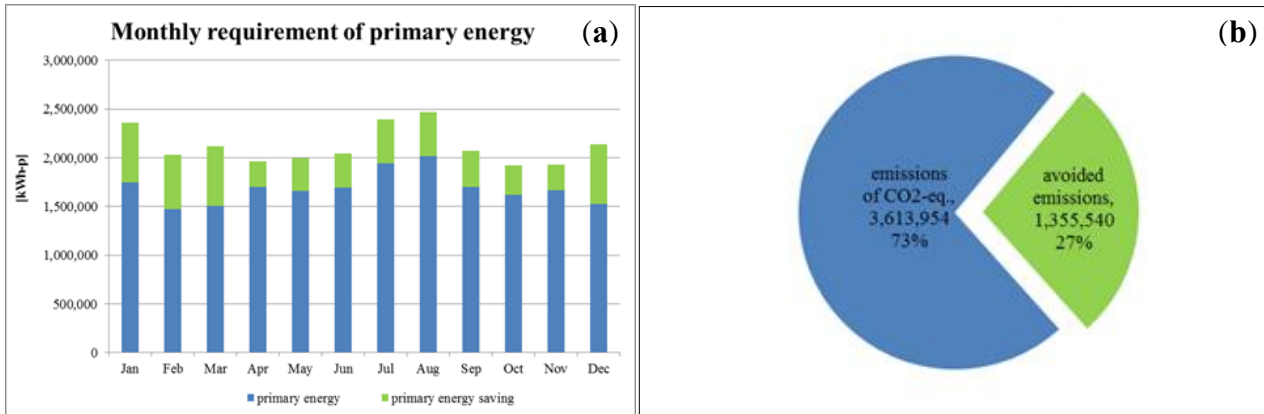 Monthly requirement of primary energy
(a)
3,000,000
2,500,000
2,000,000
1,500,000
1,000,000
500,000
0
[kWh-p]
Jan Feb Mar Apr May Jun Jul Aug Sep Oct Nov Dec
primary energy primary energy saving
(b)
emissions
of CO2-eq.,
3,613,954
73%
avoided
emissions,
1,355,540
27%